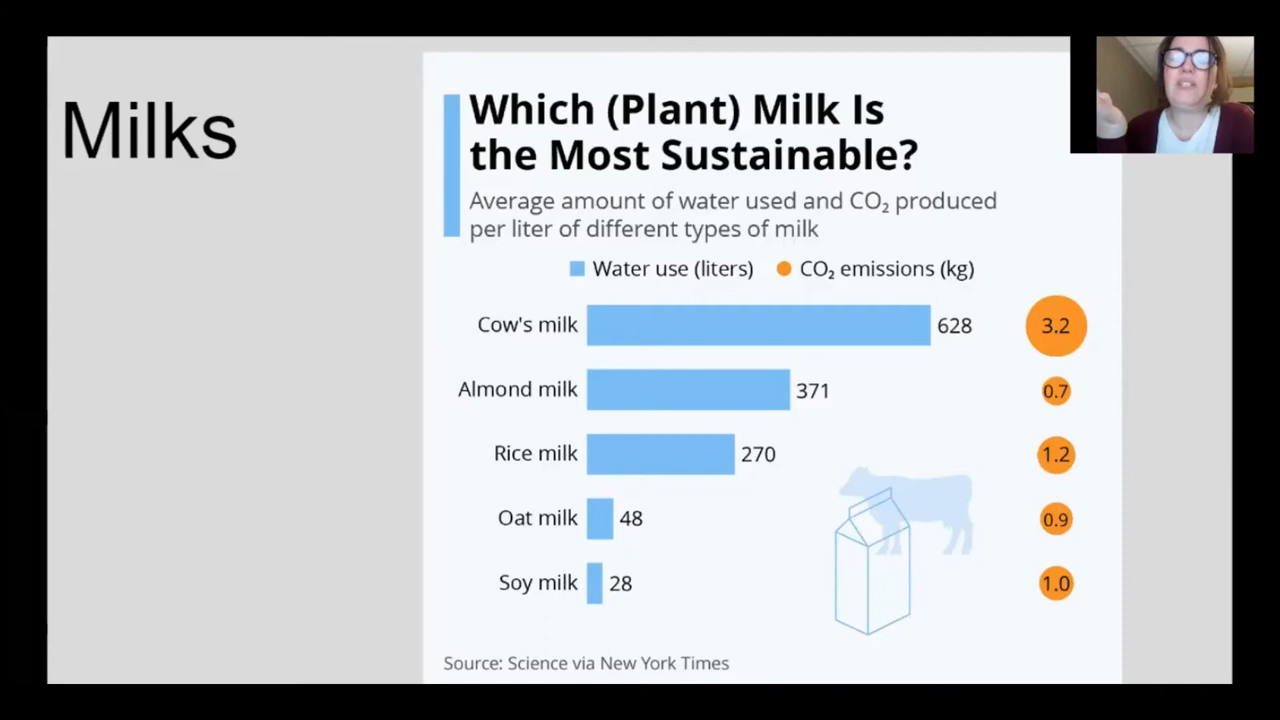 Milks
Which (Plant) Milk Is
the Most Sustainable?
Average amount of water used and CO₂ produced
per liter of different types of milk
Water use (liters) CO₂ emissions (kg)
Cow's milk 628 3.2
Almond milk 371 0.7
Rice milk 270 1.2
Oat milk 48 0.9
Soy milk 28 1.0
Source: Science via New York Times